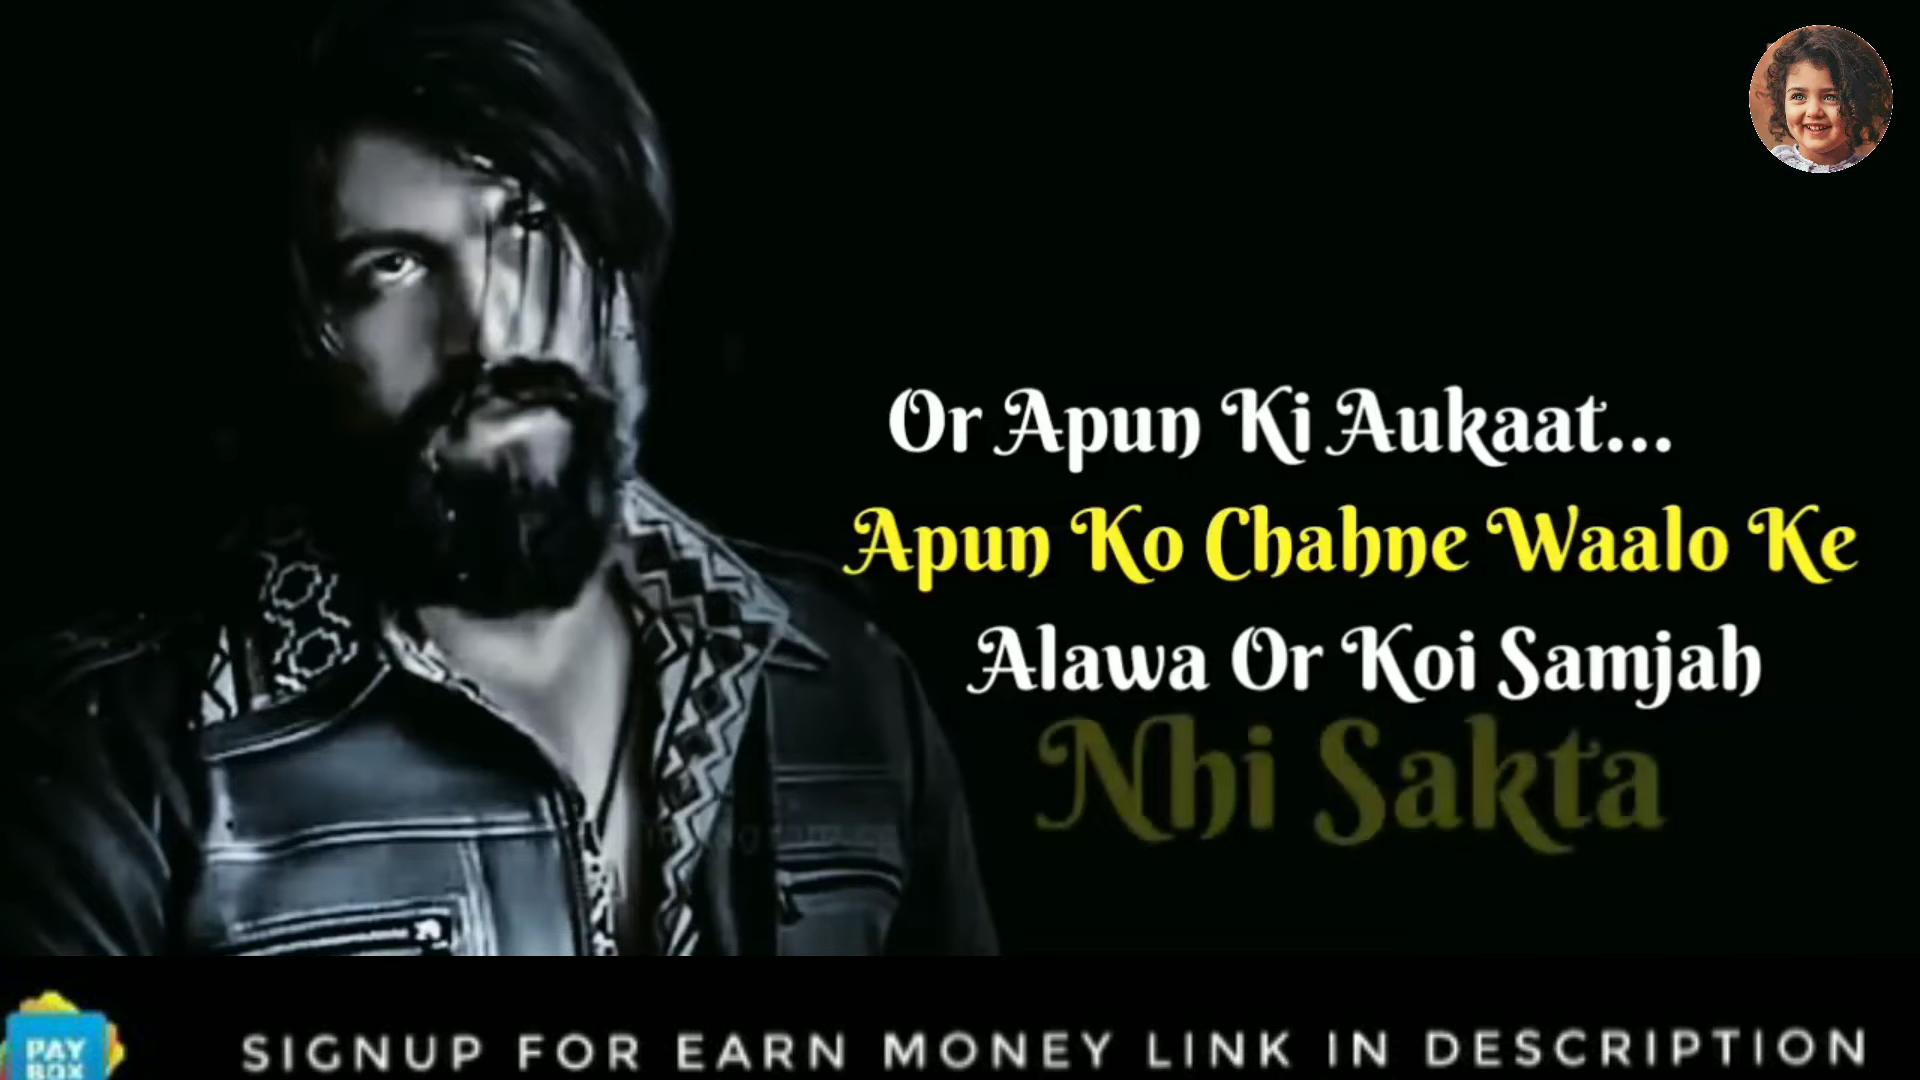 Or Apun Ki Aukaat...
Apun Ko Chahne Waalo Ke
Alawa Or Koi Samjah
Nhi Sakta
PAY
BOX
SIGNUP FOR EARN MONEY LINK IN DESCRIPTION